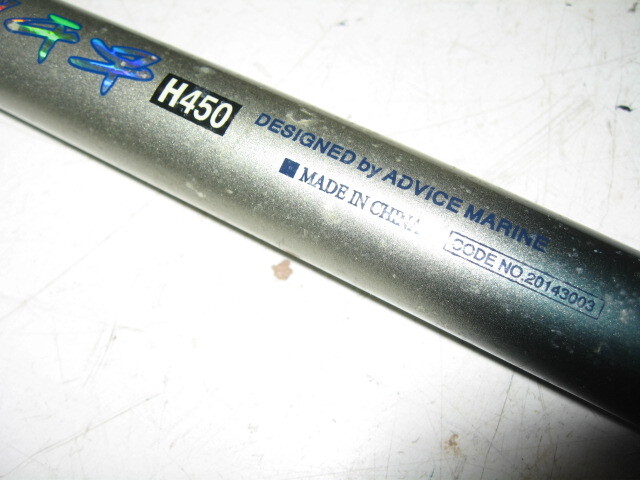 H450
DESIGNED by ADVICE MARINE
MADE IN CHINA
CODE NO.20143003